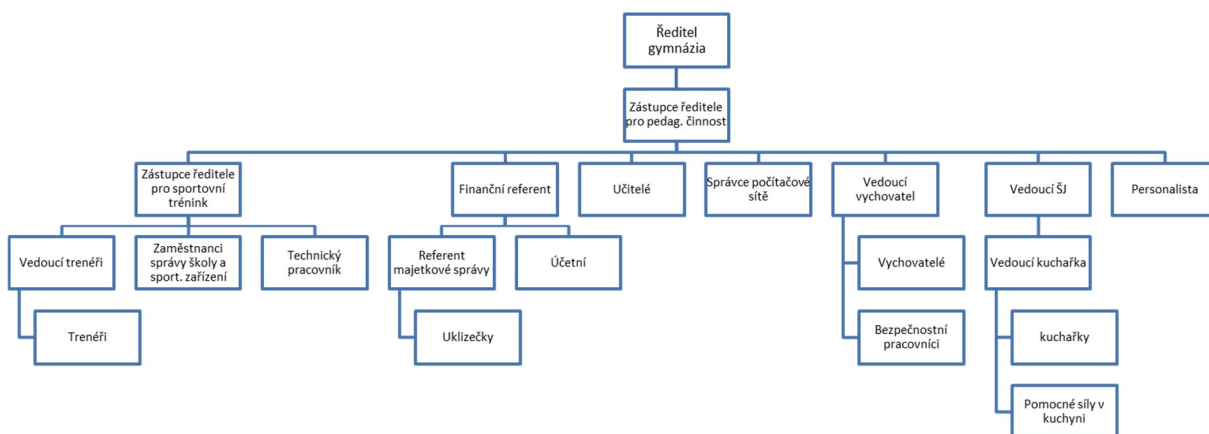 Ředitel
gymnázia
Zástupce ředitele
pro pedag. činnost
Zástupce ředitele
pro sportovní
trénink
Finanční referent
Učitelé
Správce počítačové
sítě
Vedoucí
vychovatel
Vedoucí ŠJ
Personalista
Vedoucí trenéři
Zaměstnanci
správy školy a
sport. zařízení
Technický
pracovník
Referent
majetkové správy
Účetní
Vychovatelé
Vedoucí kuchařka
Trenéři
Uklizečky
Bezpečnostní
pracovníci
kuchařky
Pomocné síly v
kuchyni